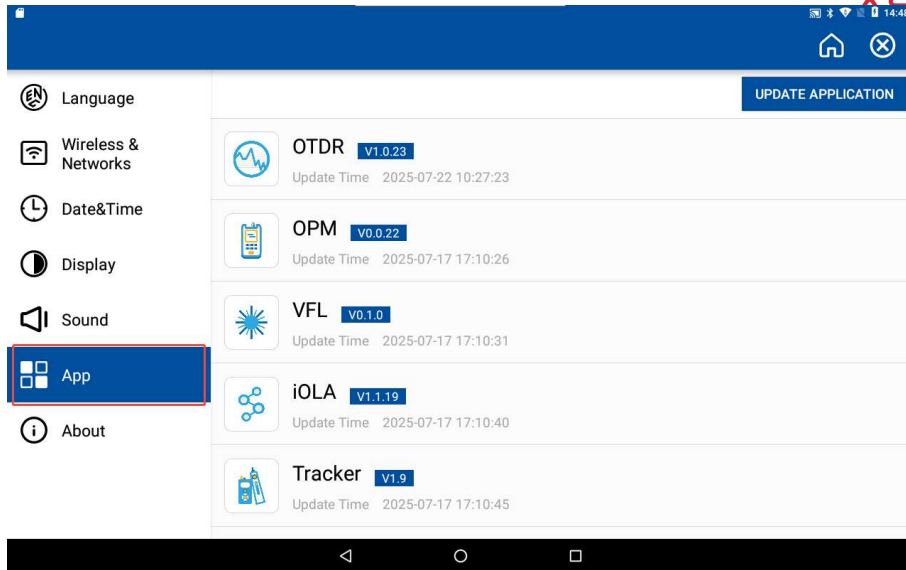 14:48
Language
Wireless &
Networks
Date&Time
Display
Sound
App
About
UPDATE APPLICATION
OTDR V1.0.23
Update Time 2025-07-22 10:27:23
OPM V0.0.22
Update Time 2025-07-17 17:10:26
VFL V0.1.0
Update Time 2025-07-17 17:10:31
iOLA V1.1.19
Update Time 2025-07-17 17:10:40
Tracker V1.9
Update Time 2025-07-17 17:10:45